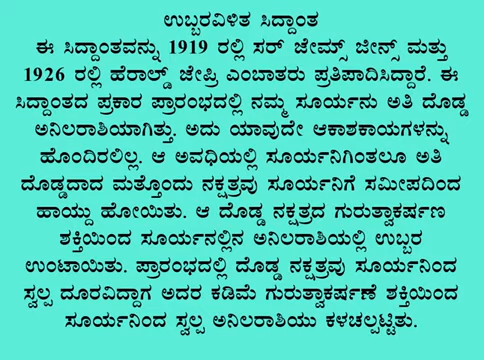 ಉಬ್ಬರವಿಳಿತ ಸಿದ್ದಾಂತ
ಈ ಸಿದ್ದಾಂತವನ್ನು 1919 ರಲ್ಲಿ ಸರ್ ಜೇಮ್ಸ್ ಜೀನ್ಸ್ ಮತ್ತು
1926 ರಲ್ಲಿ ಹೆರಾಲ್ಡ್ ಜೇಪ್ರಿ ಎಂಬಾತರು ಪ್ರತಿಪಾದಿಸಿದ್ದಾರೆ. ಈ
ಸಿದ್ದಾಂತದ ಪ್ರಕಾರ ಪ್ರಾರಂಭದಲ್ಲಿ ನಮ್ಮ ಸೂರ್ಯನು ಅತಿ ದೊಡ್ಡ
ಅನಿಲರಾಶಿಯಾಗಿತ್ತು. ಅದು ಯಾವುದೇ ಆಕಾಶಕಾಯಗಳನ್ನು
ಹೊಂದಿರಲಿಲ್ಲ. ಆ ಅವಧಿಯಲ್ಲಿ ಸೂರ್ಯನಿಗಿಂತಲೂ ಅತಿ
ದೊಡ್ಡದಾದ ಮತ್ತೊಂದು ನಕ್ಷತ್ರವು ಸೂರ್ಯನಿಗೆ ಸಮೀಪದಿಂದ
ಹಾಯ್ದು ಹೋಯಿತು. ಆ ದೊಡ್ಡ ನಕ್ಷತ್ರದ ಗುರುತ್ವಾಕರ್ಷಣ
ಶಕ್ತಿಯಿಂದ ಸೂರ್ಯನಲ್ಲಿನ ಅನಿಲರಾಶಿಯಲ್ಲಿ ಉಬ್ಬರ
ಉಂಟಾಯಿತು. ಪ್ರಾರಂಭದಲ್ಲಿ ದೊಡ್ಡ ನಕ್ಷತ್ರವು ಸೂರ್ಯನಿಂದ
ಸ್ವಲ್ಪ ದೂರವಿದ್ದಾಗ ಅದರ ಕಡಿಮೆ ಗುರುತ್ವಾಕರ್ಷಣೆ ಶಕ್ತಿಯಿಂದ
ಸೂರ್ಯನಿಂದ ಸ್ವಲ್ಪ ಅನಿಲರಾಶಿಯು ಕಳಚಲ್ಪಟ್ಟಿತು.